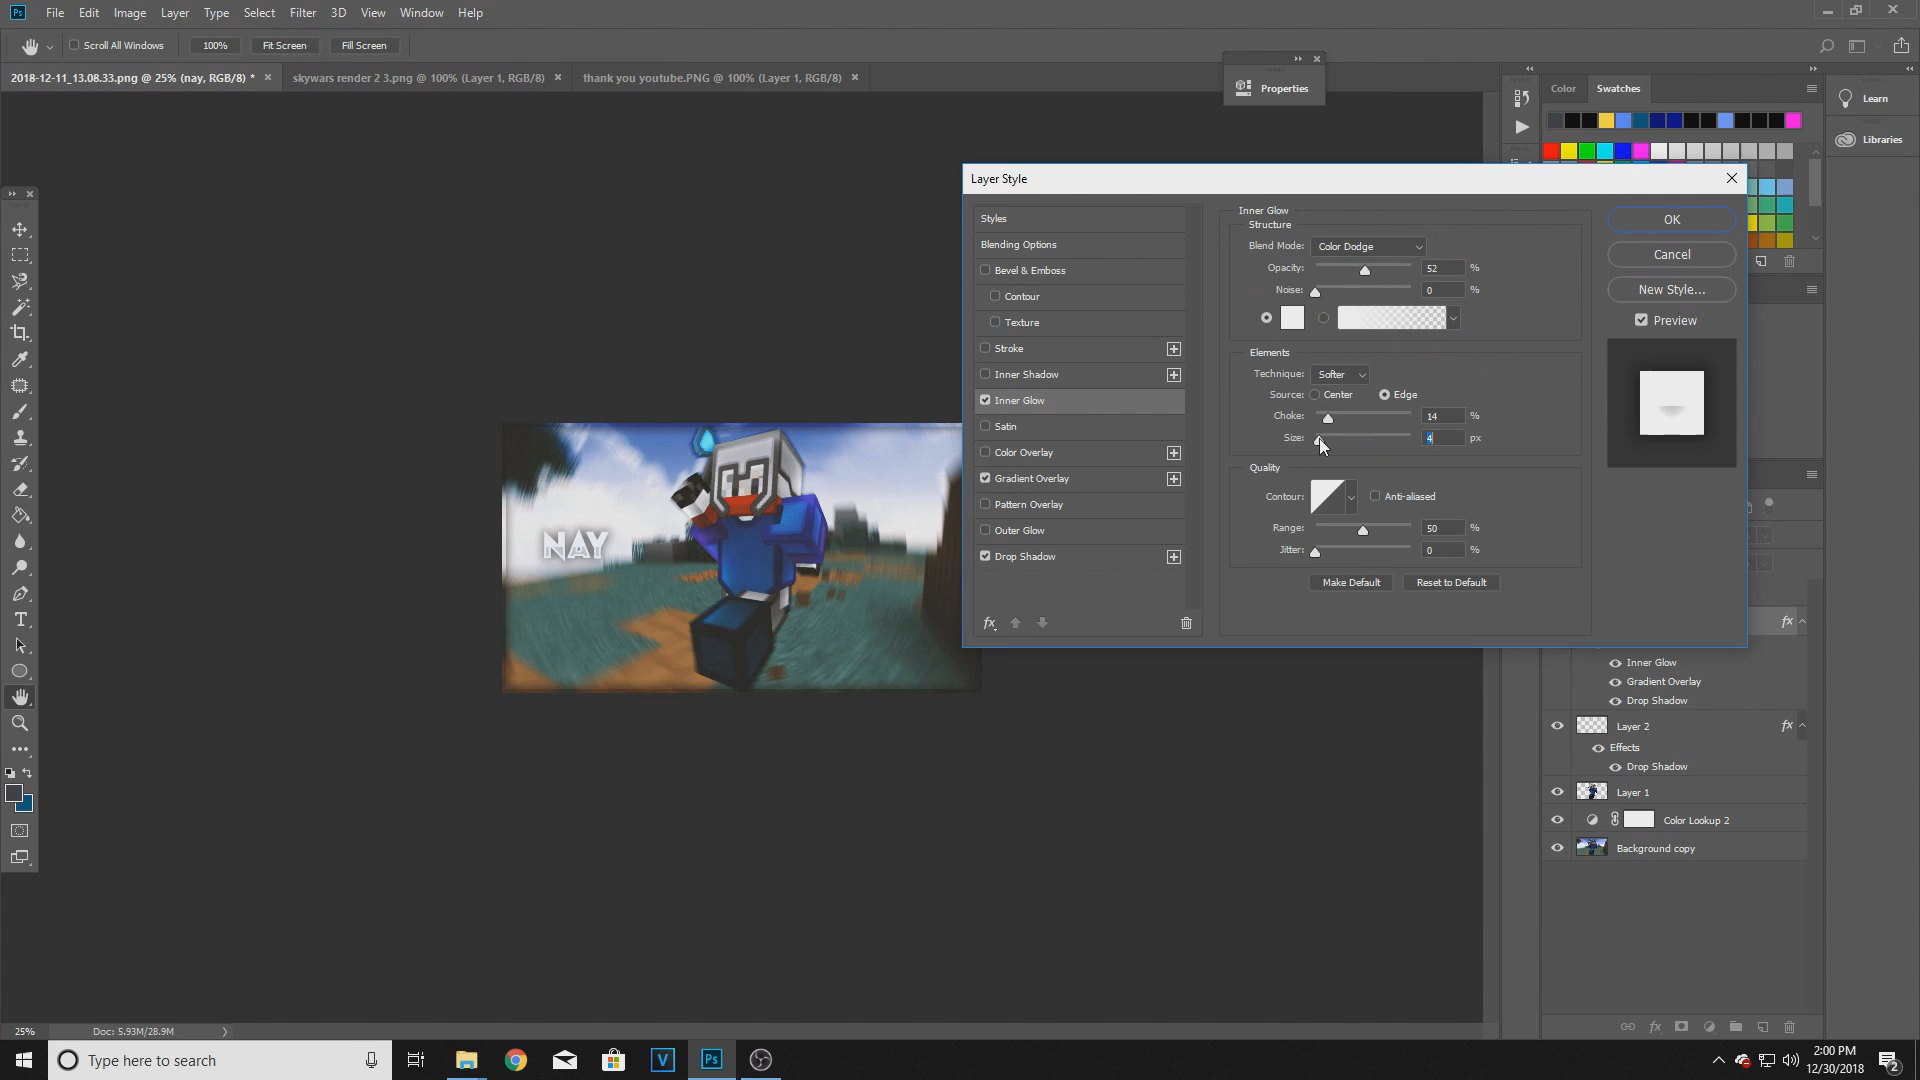 Ps File Edit Image Layer Type Select Filter 3D View Window Help
Scroll All Windows 100% Fit Screen Fill Screen
2018-12-11_13.08.33.png @ 25% (nay, RGB/8) * × skywars render 2 3.png @ 100% (Layer 1, RGB/8) × thank you youtube.PNG @ 100% (Layer 1, RGB/8) ×
Properties
Color Swatches
Learn
Libraries
Layer Style
Styles
Blending Options
Bevel & Emboss
Contour
Texture
Stroke
Inner Shadow
Inner Glow
Satin
Color Overlay
Gradient Overlay
Pattern Overlay
Outer Glow
Drop Shadow
fx
Inner Glow
Structure
Blend Mode: Color Dodge
Opacity: 52 %
Noise: 0 %
Elements
Technique: Softer
Source: Center Edge
Choke: 14 %
Size: 4 px
Quality
Contour: Anti-aliased
Range: 50 %
Jitter: 0 %
Make Default Reset to Default
OK
Cancel
New Style...
Preview
NAY
fx
Inner Glow
Gradient Overlay
Drop Shadow
Layer 2 fx
Effects
Drop Shadow
Layer 1
Color Lookup 2
Background copy
fx
25% Doc: 5.93M/28.9M
Type here to search
V Ps
2:00 PM
12/30/2018
2